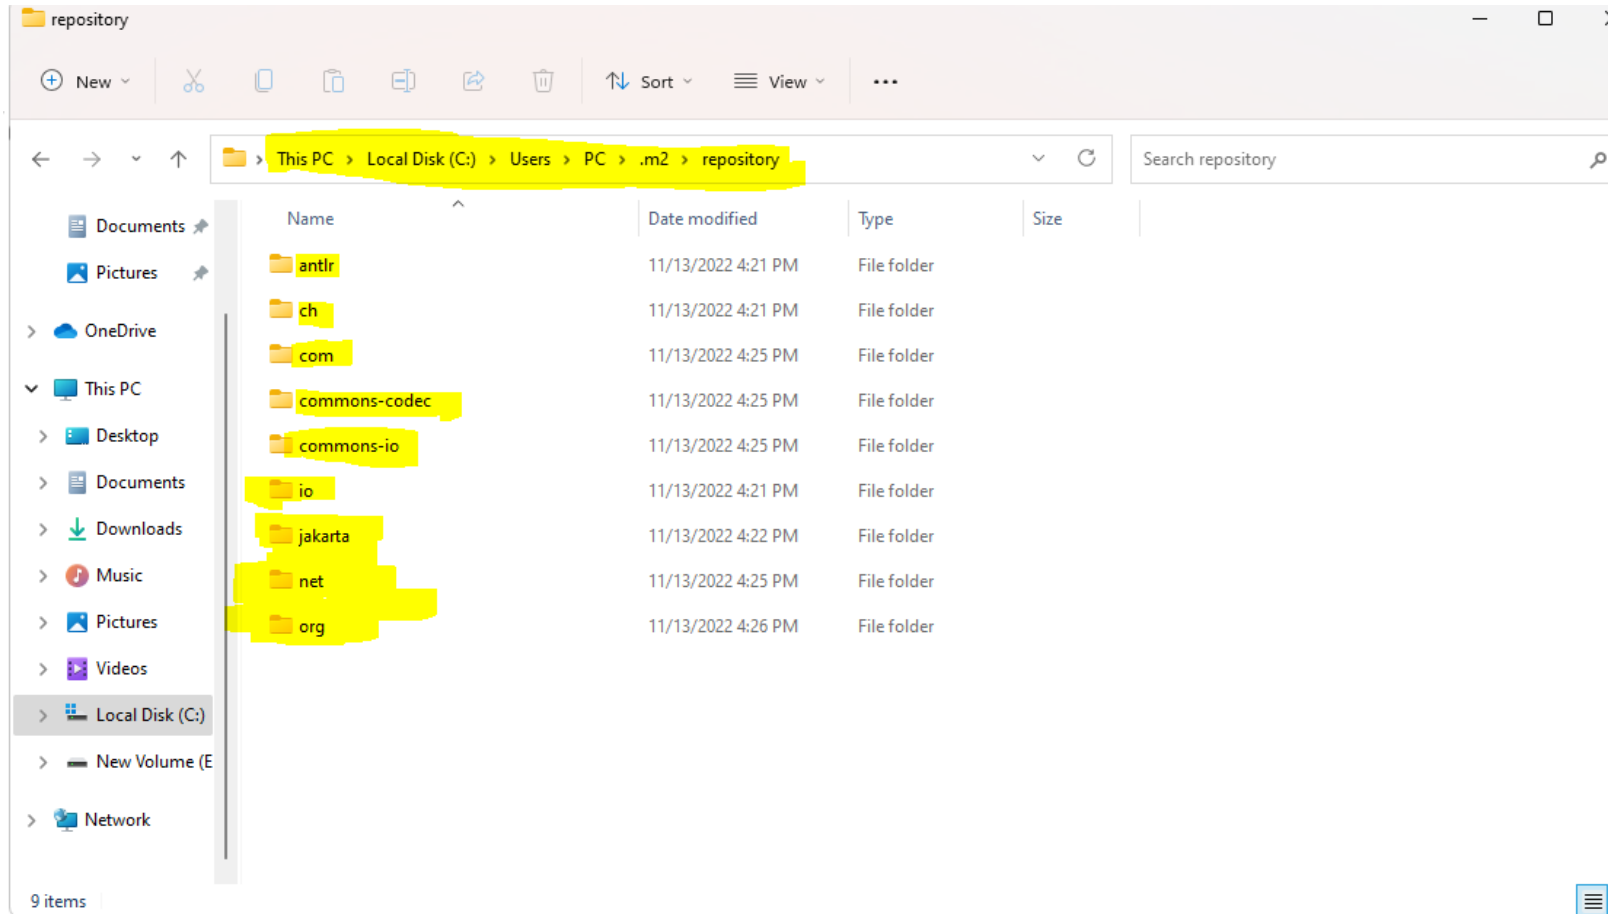 repository
New Sort View
This PC > Local Disk (C:) > Users > PC > .m2 > repository
Search repository
Name Date modified Type Size
antlr 11/13/2022 4:21 PM File folder
ch 11/13/2022 4:21 PM File folder
com 11/13/2022 4:25 PM File folder
commons-codec 11/13/2022 4:25 PM File folder
commons-io 11/13/2022 4:25 PM File folder
io 11/13/2022 4:21 PM File folder
jakarta 11/13/2022 4:22 PM File folder
net 11/13/2022 4:25 PM File folder
org 11/13/2022 4:26 PM File folder
Documents
Pictures
OneDrive
This PC
Desktop
Documents
Downloads
Music
Pictures
Videos
Local Disk (C:)
New Volume (E
Network
9 items